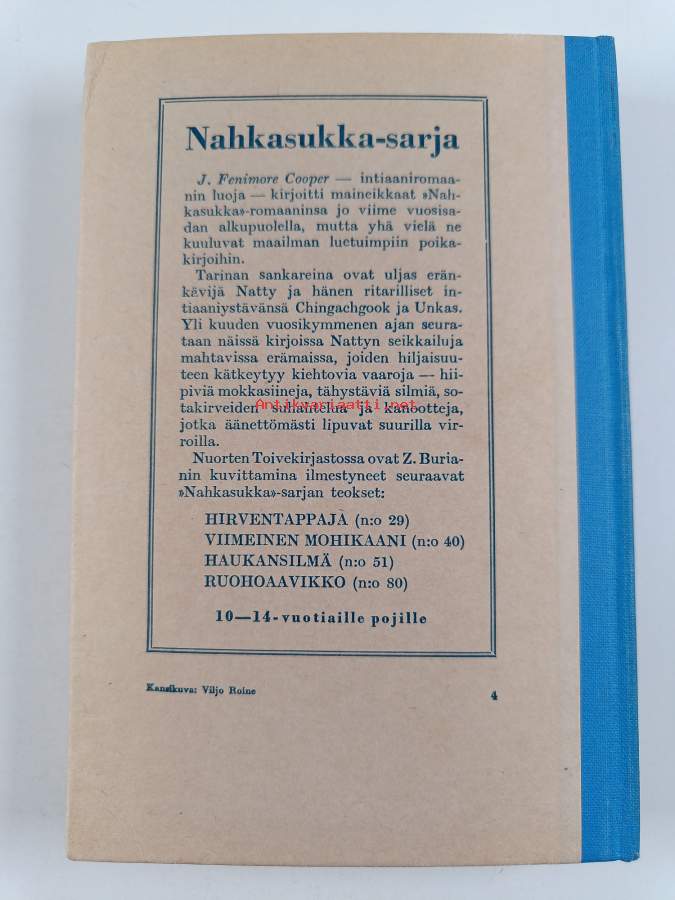 Nahkasukka-sarja
J. Fenimore Cooper — intiaaniromaa-
nin luoja — kirjoitti maineikkaat »Nah-
kasukka»-romaaninsa jo viime vuosisa-
dan alkupuolella, mutta yhä vielä ne
kuuluvat maailman luetuimpiin poika-
kirjoihin.
Tarinan sankareina ovat uljas erän-
kävijä Natty ja hänen ritarilliset in-
tiaaniystävänsä Chingachgook ja Unkas.
Yli kuuden vuosikymmenen ajan seura-
taan näissä kirjoissa Nattyn seikkailuja
mahtavissa erämaissa, joiden hiljaisuu-
teen kätkeytyy kiehtovia vaaroja — hii-
piviä mokkasiineja, tähystäviä silmiä, so-
takirveiden suhahtelua ja kanootteja,
Antikvariaatti.net
jotka äänettömästi lipuvat suurilla vir-
roilla.
Nuorten Toivekirjastossa ovat Z. Buria-
nin kuvittamina ilmestyneet seuraavat
»Nahkasukka»-sarjan teokset:
HIRVENTAPPAJA (n:o 29)
VIIMEINEN MOHIKAANI (n:o 40)
HAUKANSILMÄ (n:o 51)
RUOHOAAVIKKO (n:o 80)
10—14-vuotiaille pojille
Kansikuva: Viljo Roine
4